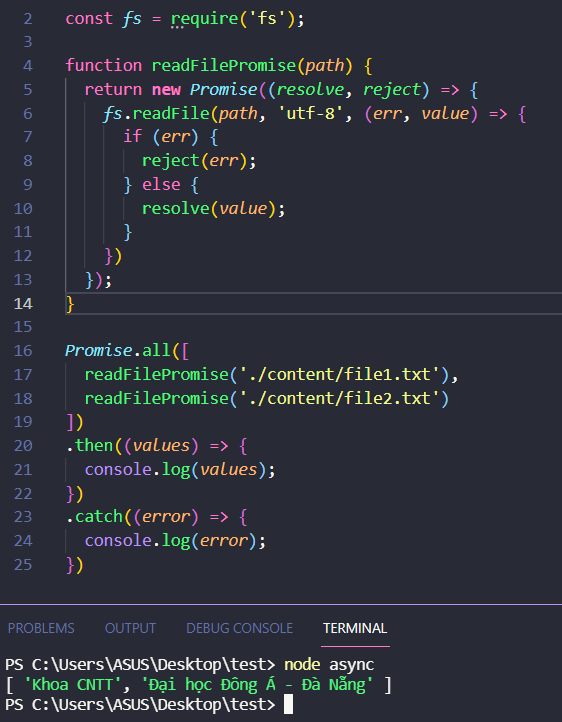 2 const fs = require('fs');
3
4 function readFilePromise(path) {
5   return new Promise((resolve, reject) => {
6     fs.readFile(path, 'utf-8', (err, value) => {
7       if (err) {
8         reject(err);
9       } else {
10         resolve(value);
11       }
12     })
13   });
14 }
15
16 Promise.all([
17   readFilePromise('./content/file1.txt'),
18   readFilePromise('./content/file2.txt')
19 ])
20 .then((values) => {
21   console.log(values);
22 })
23 .catch((error) => {
24   console.log(error);
25 })
PROBLEMS OUTPUT DEBUG CONSOLE TERMINAL
PS C:\Users\ASUS\Desktop\test> node async
[ 'Khoa CNTT', 'Đại học Đông Á - Đà Nẵng' ]
PS C:\Users\ASUS\Desktop\test>